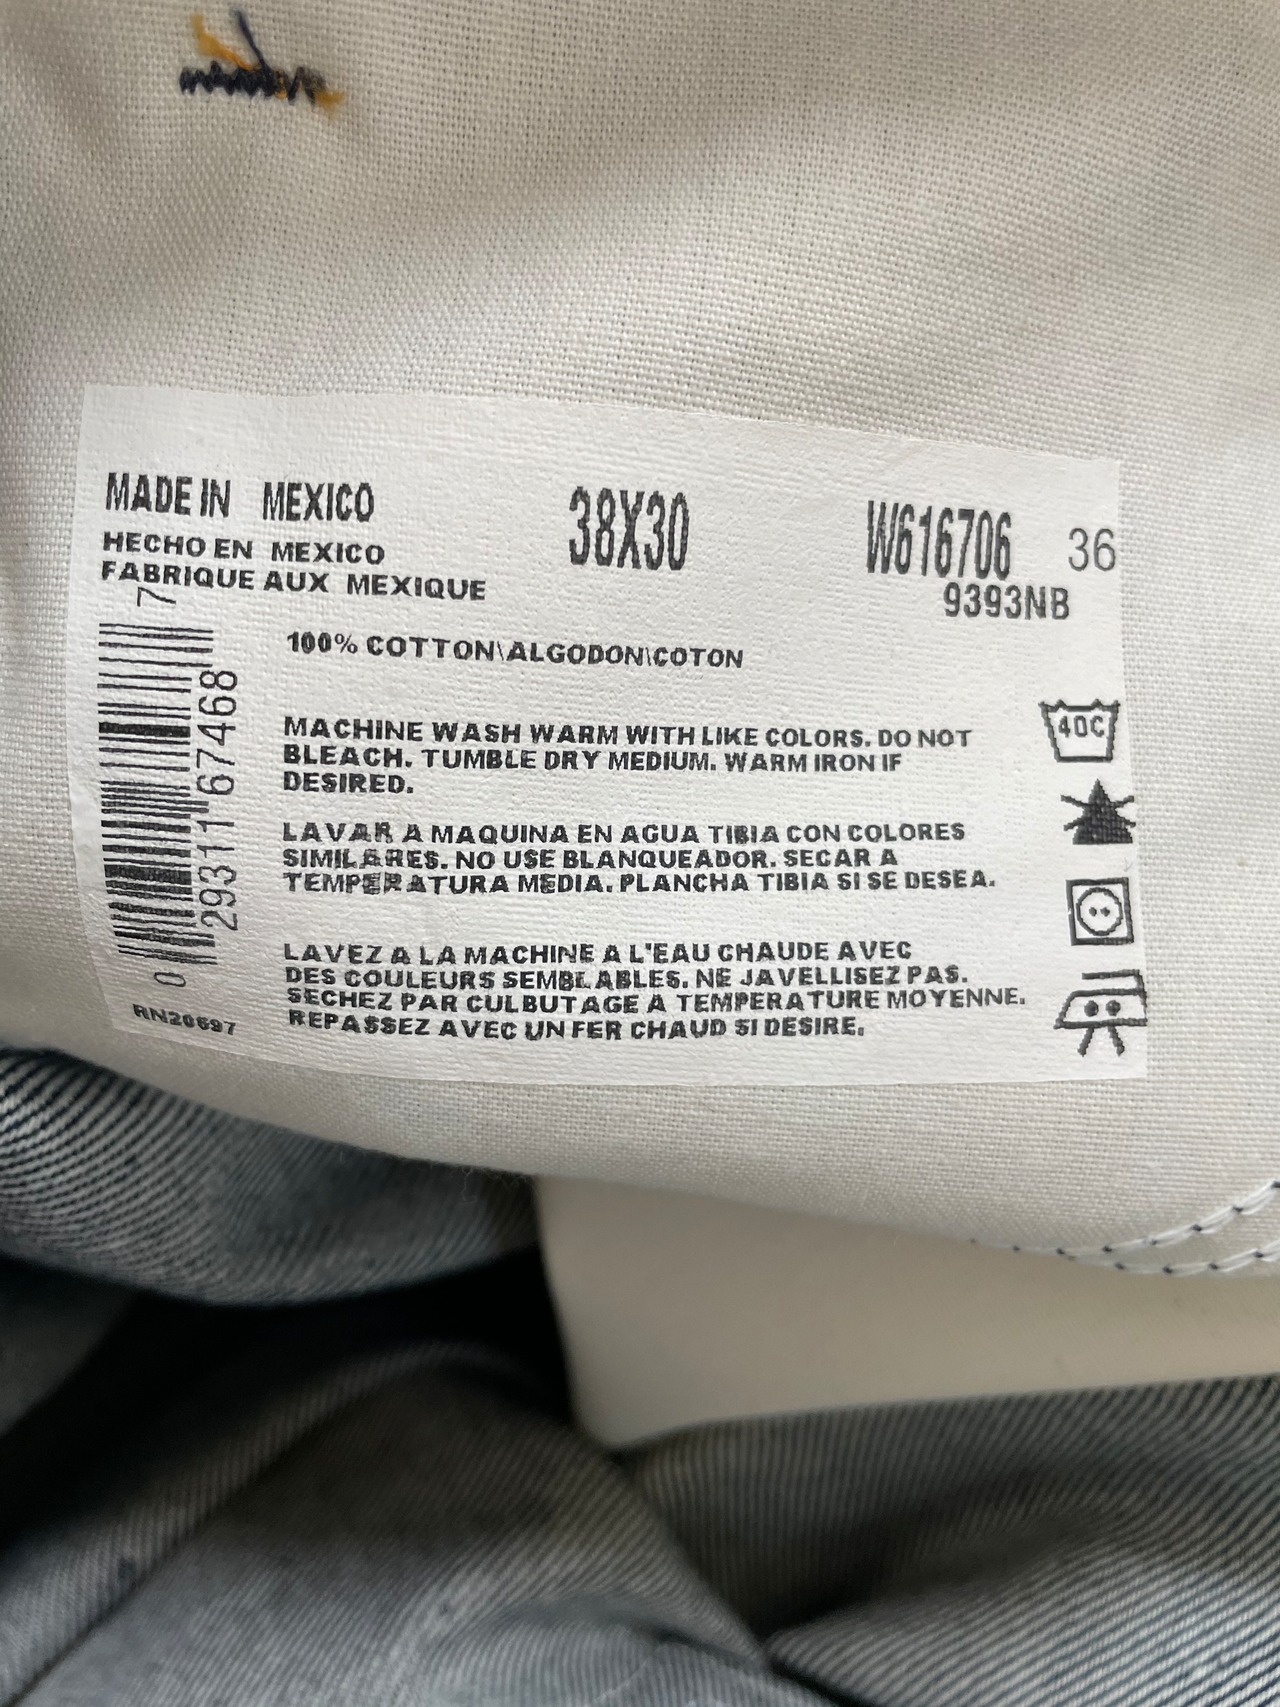 MADE IN MEXICO
HECHO EN MEXICO
FABRIQUE AUX MEXIQUE
38X30
W616706 36
9393NB
100% COTTON\ALGODON\COTON
MACHINE WASH WARM WITH LIKE COLORS. DO NOT
BLEACH. TUMBLE DRY MEDIUM. WARM IRON IF
DESIRED.
LAVAR A MAQUINA EN AGUA TIBIA CON COLORES
SIMILARES. NO USE BLANQUEADOR. SECAR A
TEMPERATURA MEDIA. PLANCHA TIBIA SI SE DESEA.
LAVEZ A LA MACHINE A L'EAU CHAUDE AVEC
DES COULEURS SEMBLABLES. NE JAVELLISEZ PAS.
SECHEZ PAR CULBUTAGE A TEMPERATURE MOYENNE.
REPASSEZ AVEC UN FER CHAUD SI DESIRE.
40C
0 29311 67468 7
RN20697